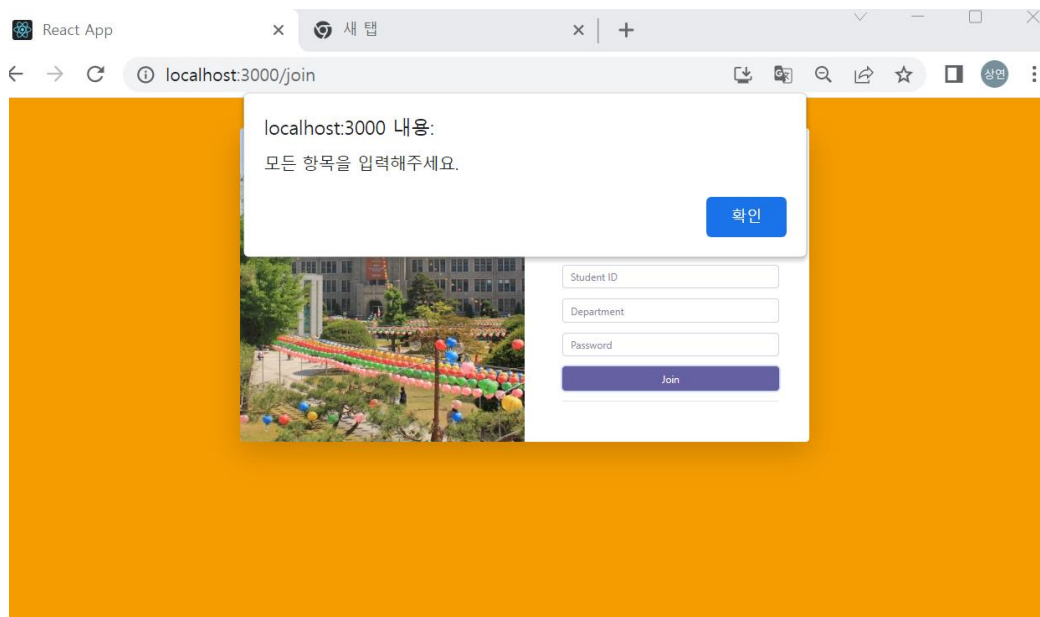 React App
새 탭
localhost:3000/join
상연
localhost:3000 내용:
모든 항목을 입력해주세요.
확인
Student ID
Department
Password
Join